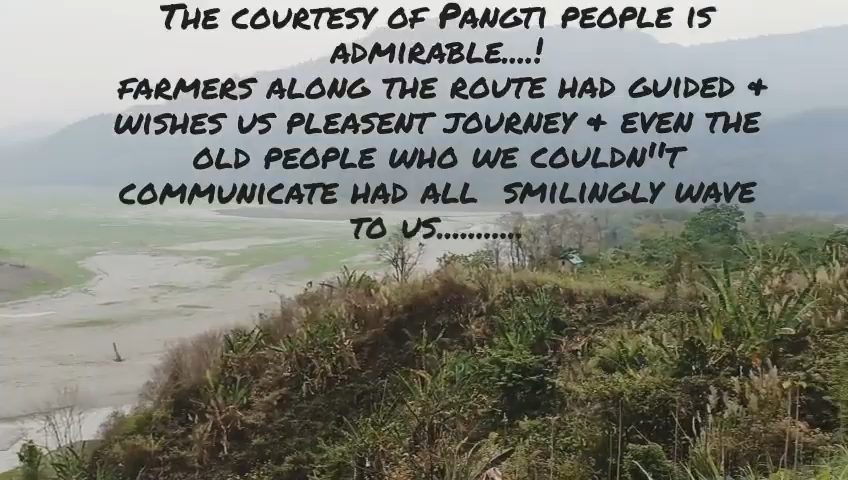 The courtesy of Pangti people is
admirable....!
farmers along the route had guided &
wishes us pleasent journey & even the
old people who we couldn"t
communicate had all smilingly wave
to us...........